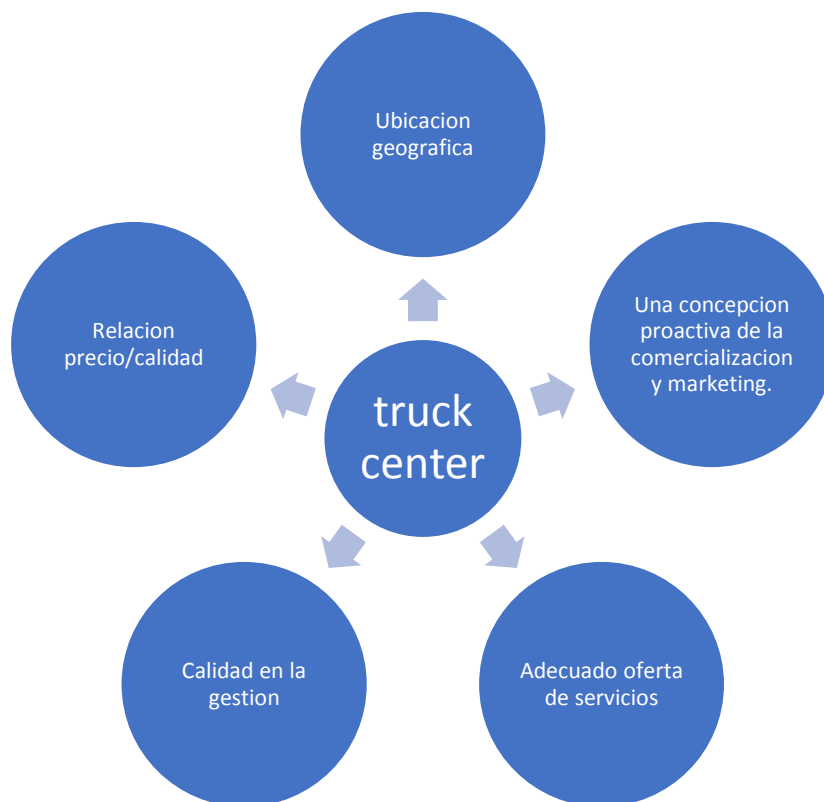 Ubicacion
geografica
Una concepcion
proactiva de la
comercializacion
y marketing.
Relacion
precio/calidad
truck
center
Calidad en la
gestion
Adecuado oferta
de servicios